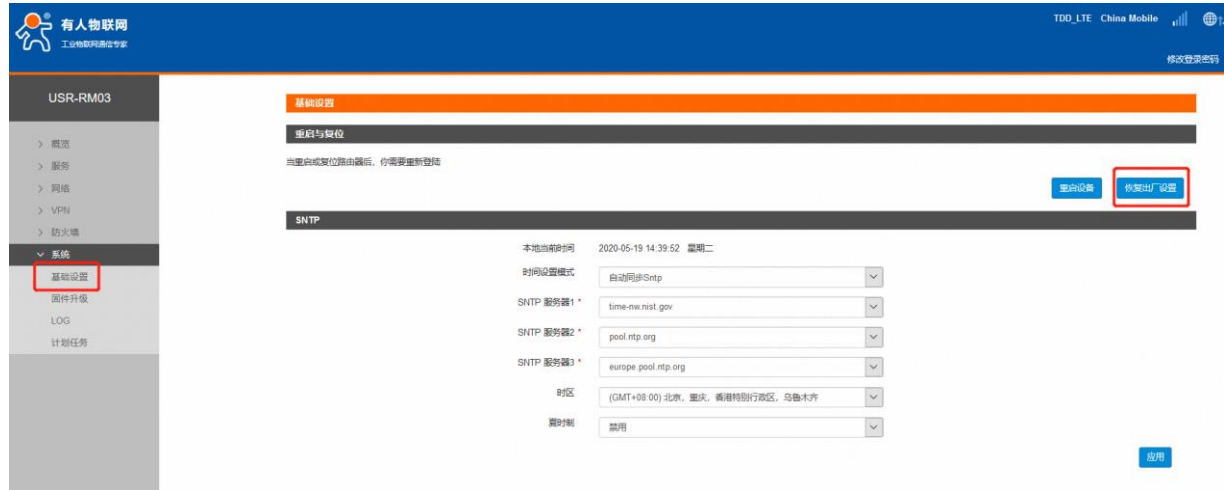 有人物联网
工业物联网通信专家
TDD_LTE China Mobile
修改登录密码
USR-RM03
概览
服务
网络
VPN
防火墙
系统
基础设置
固件升级
LOG
计划任务
基础设置
重启与复位
当重启或复位路由器后，你需要重新登陆
重启设备 恢复出厂设置
SNTP
本地当前时间 2020-05-19 14:39:52 星期二
时间设置模式 自动同步Sntp
SNTP 服务器1 * time-nw.nist.gov
SNTP 服务器2 * pool.ntp.org
SNTP 服务器3 * europe.pool.ntp.org
时区 (GMT+08:00) 北京，重庆，香港特别行政区，乌鲁木齐
夏时制 禁用
应用